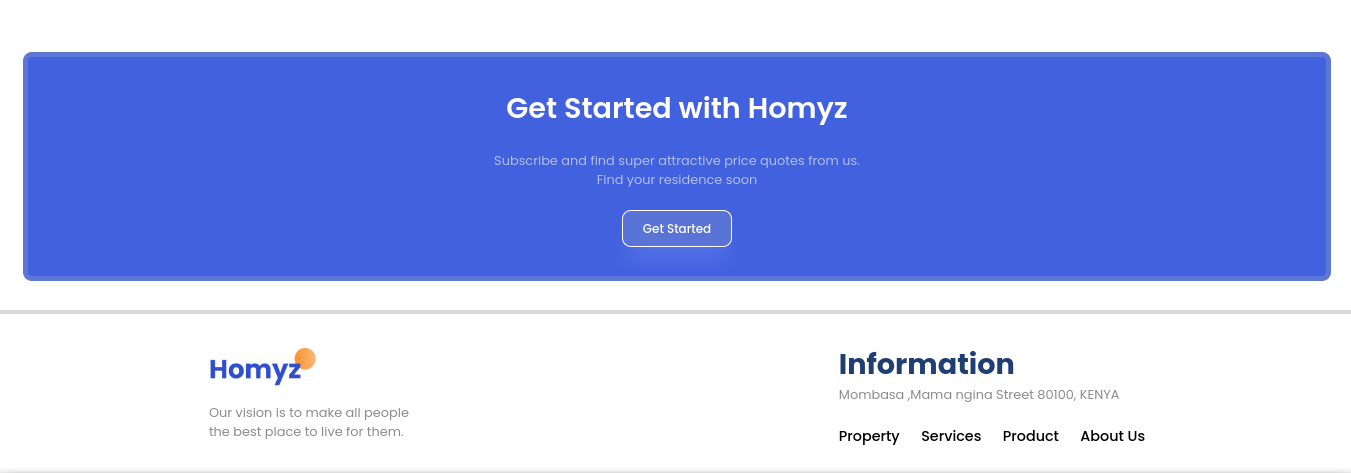 Get Started with Homyz
Subscribe and find super attractive price quotes from us.
Find your residence soon
Get Started
Homyz
Our vision is to make all people
the best place to live for them.
Information
Mombasa ,Mama ngina Street 80100, KENYA
Property Services Product About Us